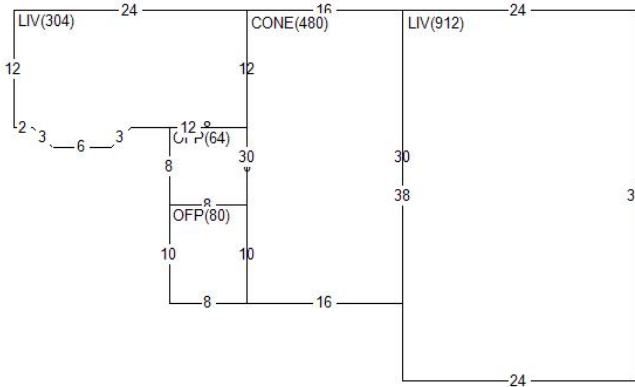 24 16 24
LIV(304) CONE(480) LIV(912)
12 12
2 3 6 3 12 8
OFP(64)
8 30 30
38 3
8
OFP(80)
10 10
8 16
24